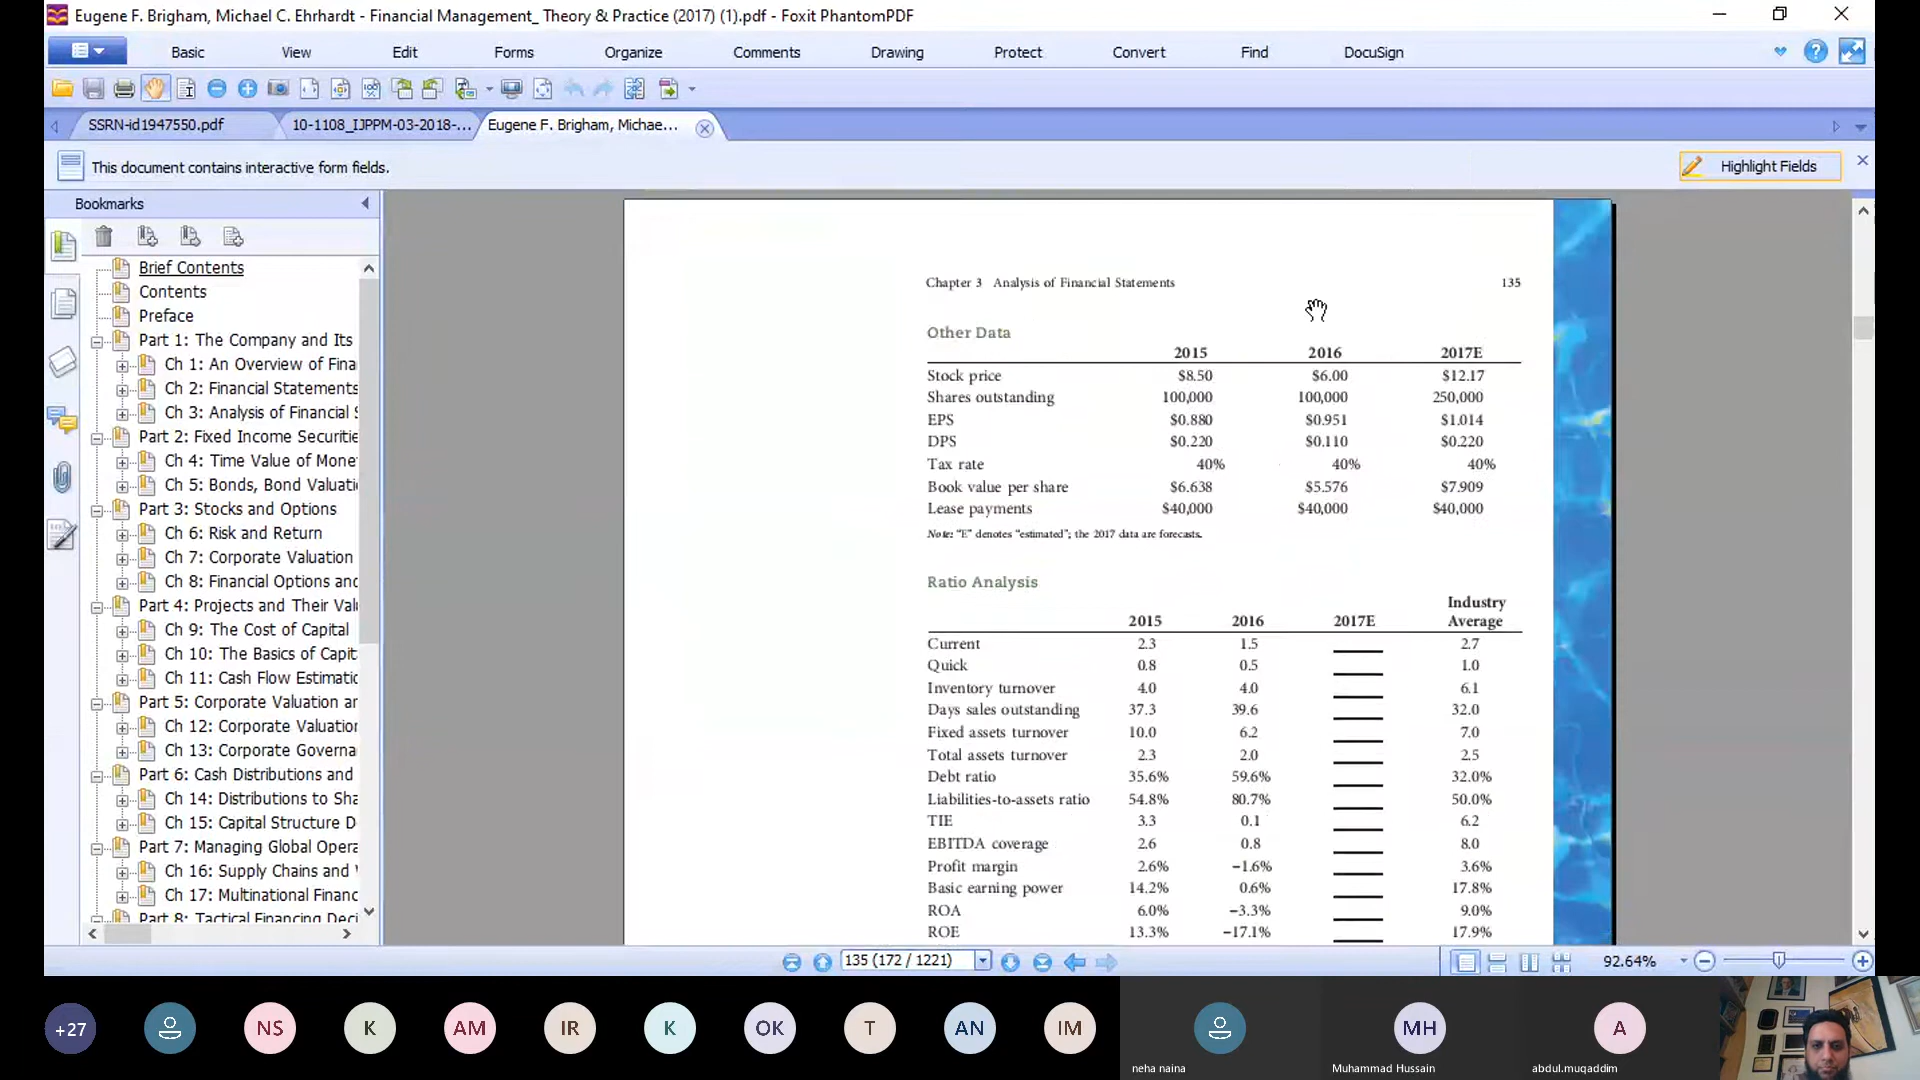 Eugene F. Brigham, Michael C. Ehrhardt - Financial Management_ Theory & Practice (2017) (1).pdf - Foxit PhantomPDF
Basic View Edit Forms Organize Comments Drawing Protect Convert Find DocuSign
SSRN-id1947550.pdf 10-1108_IJPPM-03-2018-... Eugene F. Brigham, Michae...
This document contains interactive form fields.
Highlight Fields
Bookmarks
Brief Contents
Contents
Preface
Part 1: The Company and Its
Ch 1: An Overview of Fina
Ch 2: Financial Statements
Ch 3: Analysis of Financial S
Part 2: Fixed Income Securitie
Ch 4: Time Value of Mone
Ch 5: Bonds, Bond Valuati
Part 3: Stocks and Options
Ch 6: Risk and Return
Ch 7: Corporate Valuation
Ch 8: Financial Options and
Part 4: Projects and Their Val
Ch 9: The Cost of Capital
Ch 10: The Basics of Capit
Ch 11: Cash Flow Estimatic
Part 5: Corporate Valuation ar
Ch 12: Corporate Valuation
Ch 13: Corporate Governa
Part 6: Cash Distributions and
Ch 14: Distributions to Sha
Ch 15: Capital Structure D
Part 7: Managing Global Opera
Ch 16: Supply Chains and
Ch 17: Multinational Financ
Part 8: Tactical Financing Deci
Chapter 3 Analysis of Financial Statements 135
Other Data
2015 2016 2017E
Stock price $8.50 $6.00 $12.17
Shares outstanding 100,000 100,000 250,000
EPS $0.880 $0.951 $1.014
DPS $0.220 $0.110 $0.220
Tax rate 40% 40% 40%
Book value per share $6.638 $5.576 $7.909
Lease payments $40,000 $40,000 $40,000
Note: "E" denotes "estimated"; the 2017 data are forecasts.
Ratio Analysis
2015 2016 2017E Industry Average
Current 2.3 1.5 2.7
Quick 0.8 0.5 1.0
Inventory turnover 4.0 4.0 6.1
Days sales outstanding 37.3 39.6 32.0
Fixed assets turnover 10.0 6.2 7.0
Total assets turnover 2.3 2.0 2.5
Debt ratio 35.6% 59.6% 32.0%
Liabilities-to-assets ratio 54.8% 80.7% 50.0%
TIE 3.3 0.1 6.2
EBITDA coverage 2.6 0.8 8.0
Profit margin 2.6% −1.6% 3.6%
Basic earning power 14.2% 0.6% 17.8%
ROA 6.0% −3.3% 9.0%
ROE 13.3% −17.1% 17.9%
135 (172 / 1221)
92.64%
+27 NS K AM IR K OK T AN IM MH A
neha naina Muhammad Hussain abdul.muqaddim